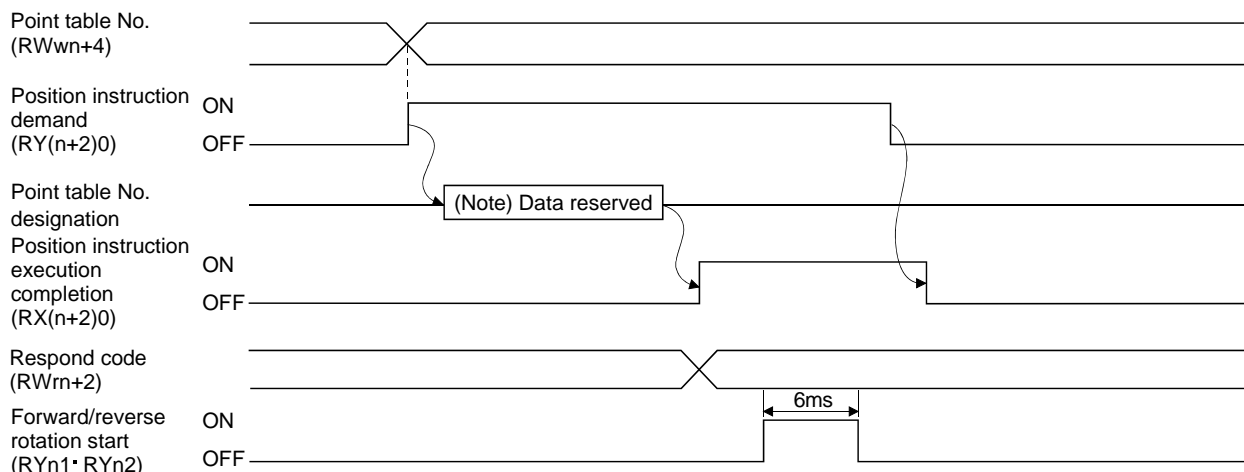 Point table No.
(RWwn+4)
Position instruction
demand
(RY(n+2)0)
ON
OFF
Point table No.
designation
(Note) Data reserved
Position instruction
execution
completion
(RX(n+2)0)
ON
OFF
Respond code
(RWrn+2)
6ms
Forward/reverse
rotation start
(RYn1· RYn2)
ON
OFF